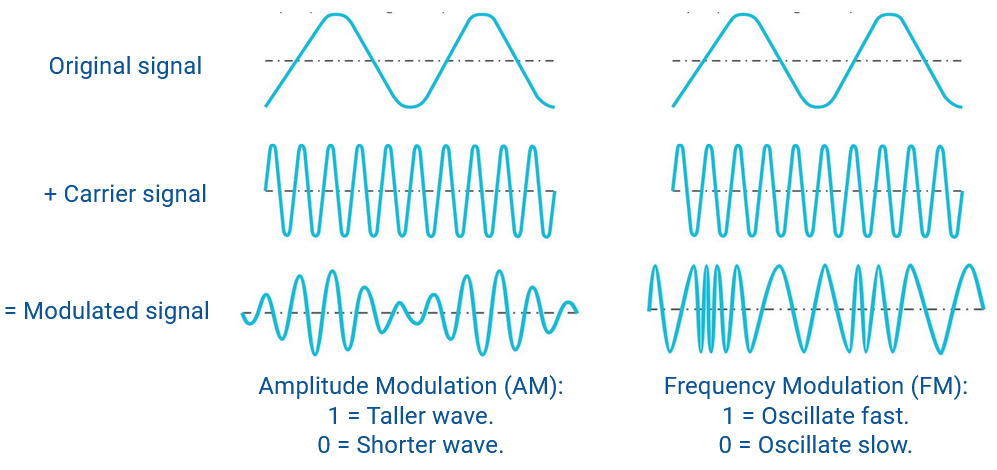 Original signal
+ Carrier signal
= Modulated signal
Amplitude Modulation (AM):
1 = Taller wave.
0 = Shorter wave.
Frequency Modulation (FM):
1 = Oscillate fast.
0 = Oscillate slow.